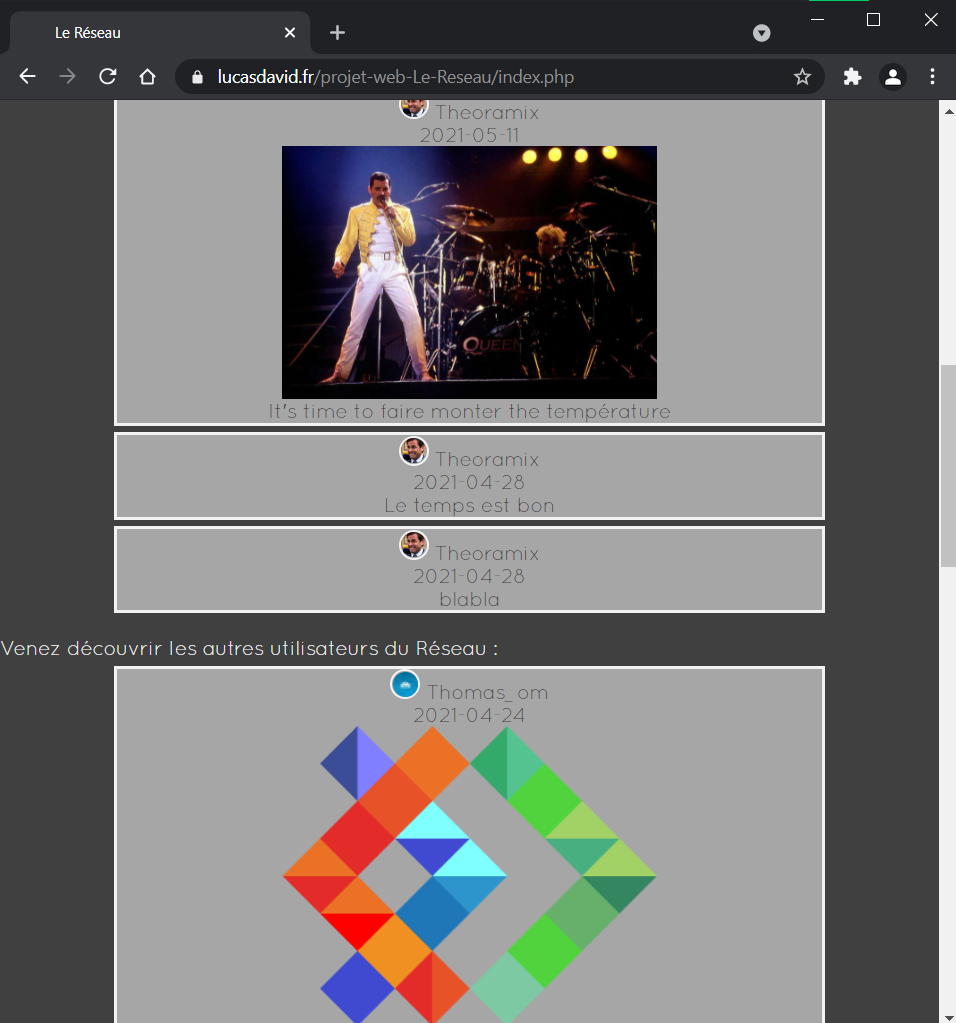 Le Réseau
lucasdavid.fr/projet-web-Le-Reseau/index.php
Theoramix
2021-05-11
QUEEN
It's time to faire monter the température
Theoramix
2021-04-28
Le temps est bon
Theoramix
2021-04-28
blabla
Venez découvrir les autres utilisateurs du Réseau :
Thomas_om
2021-04-24